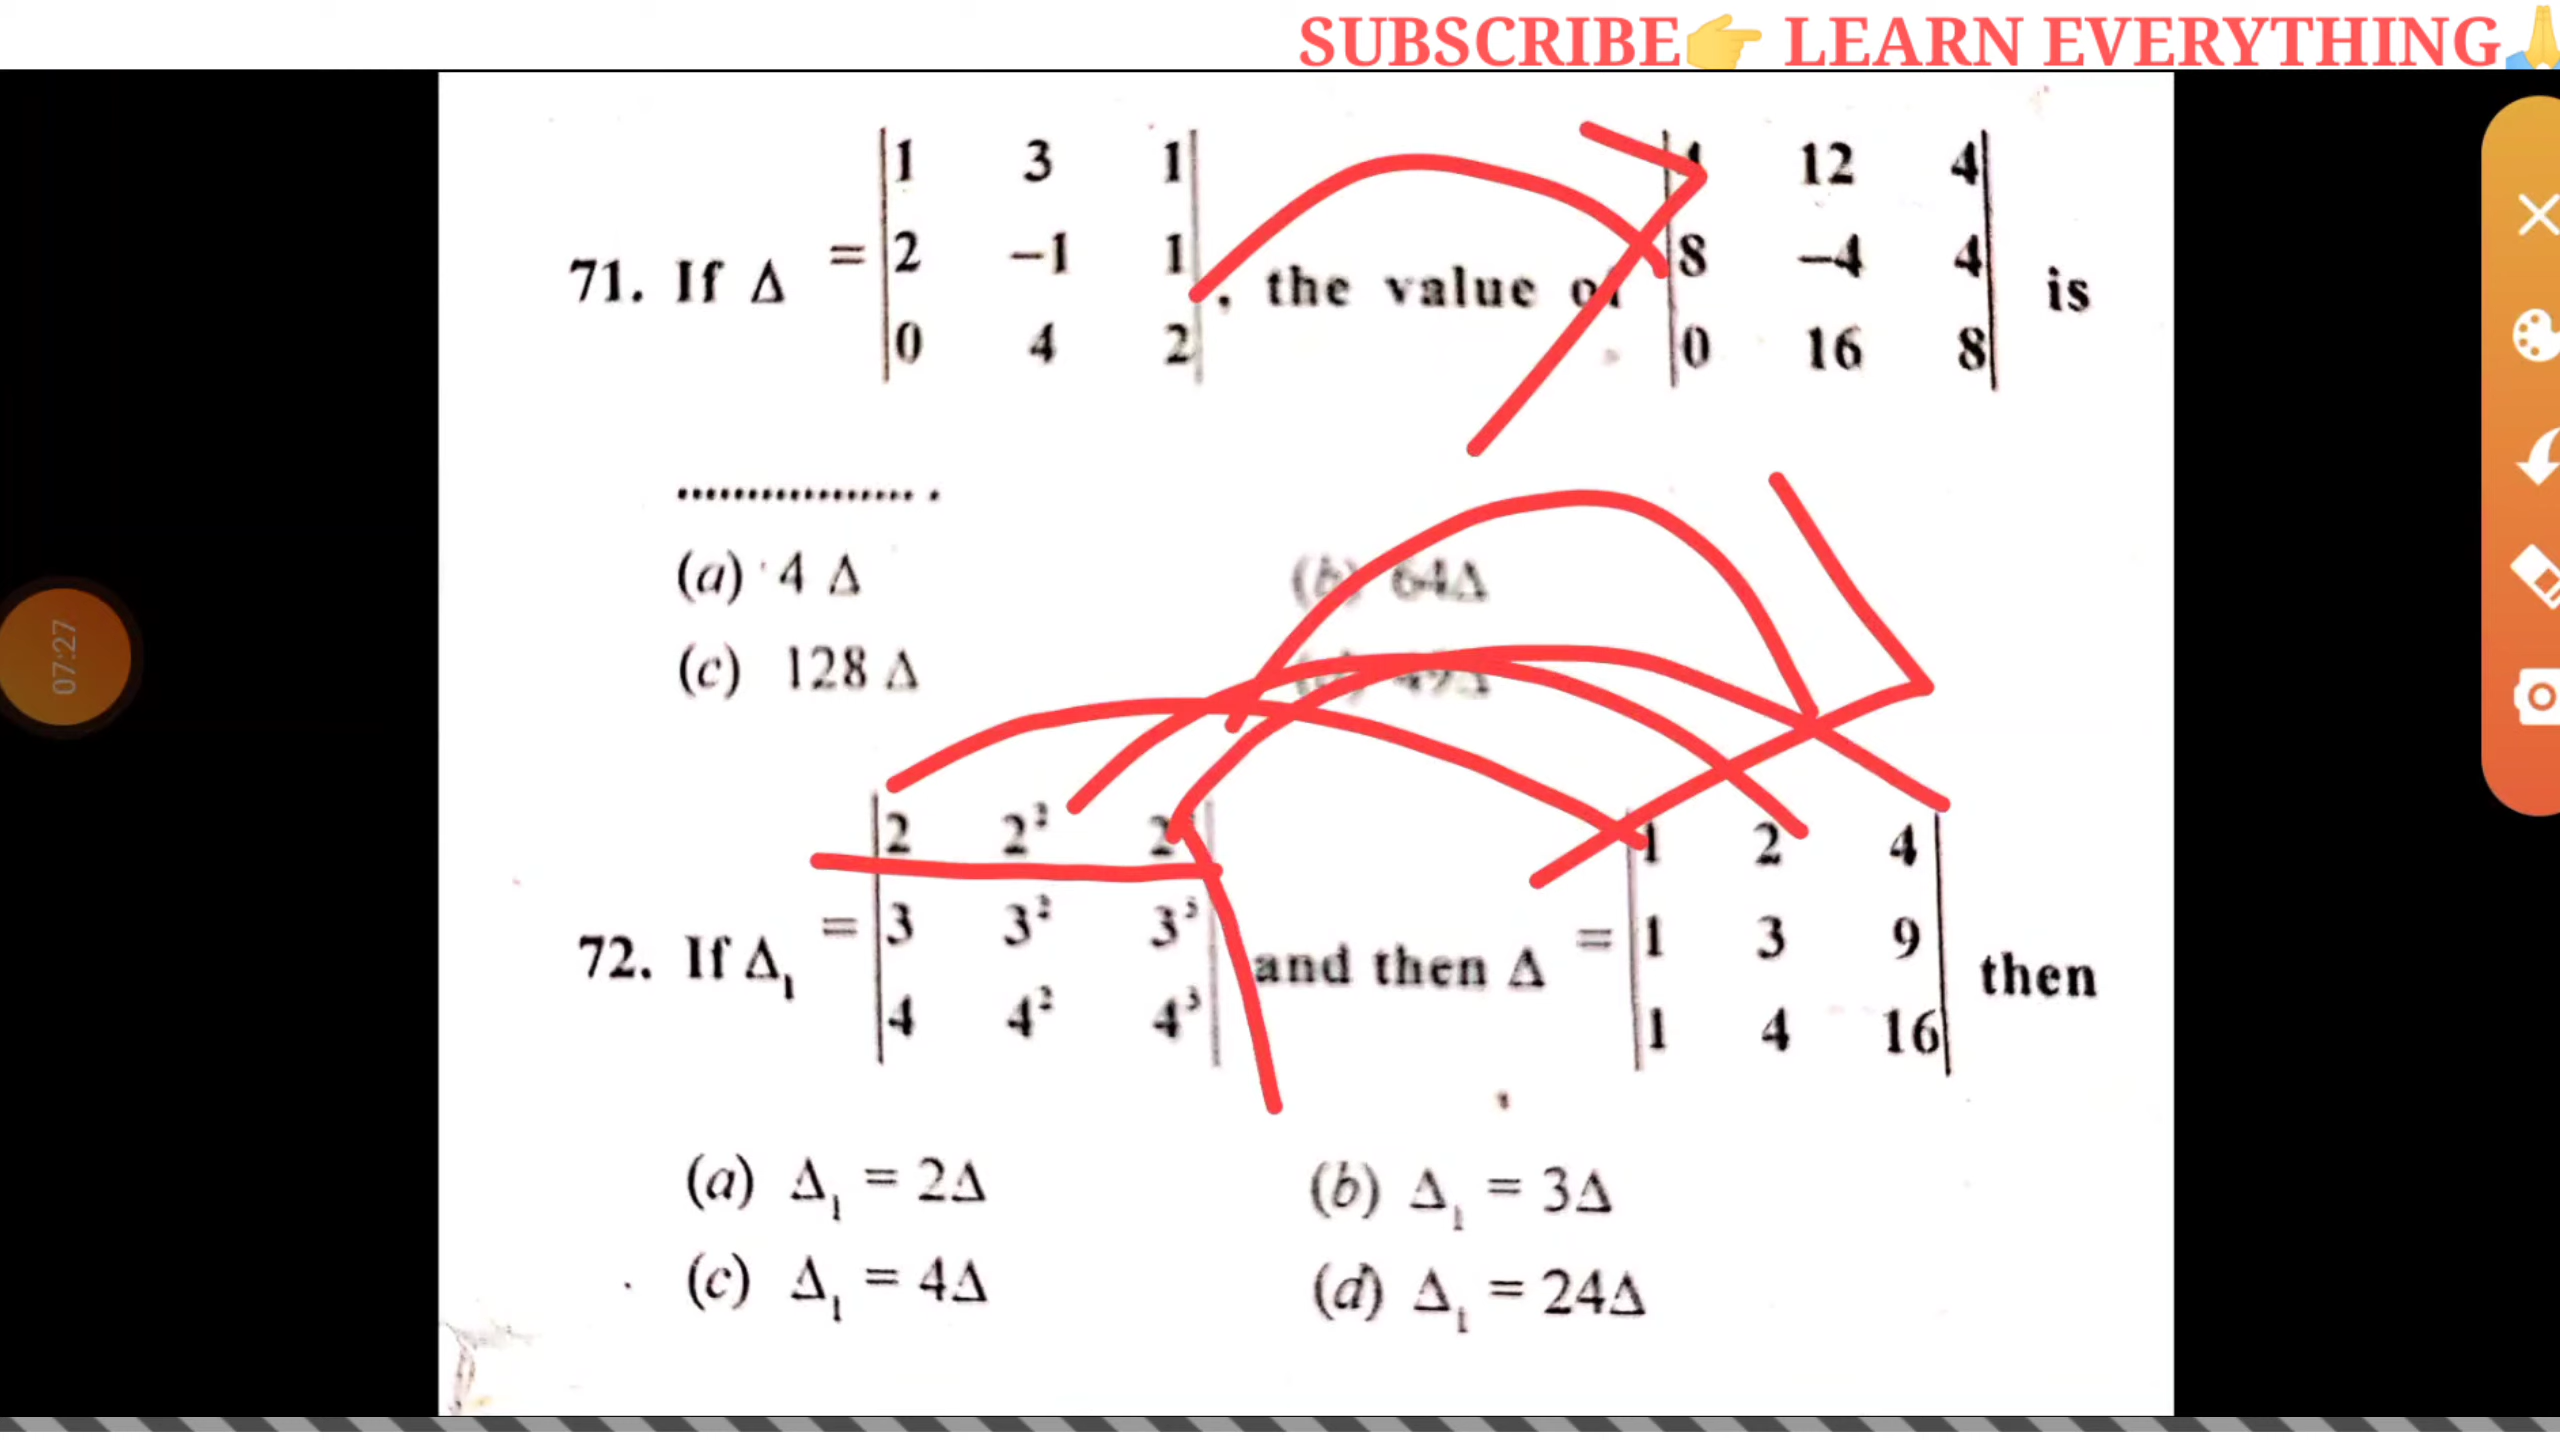 SUBSCRIBE👉 LEARN EVERYTHING🙏
71. If Δ = |1 3 1|, the value of |4 12 4| is
|2 −1 1| |8 −4 4|
|0 4 2| |0 16 8|
..................
(a) 4 Δ (b) 64Δ
(c) 128 Δ (d) 49Δ
72. If Δ₁ = |2 2² 2 | and then Δ = |1 2 4| then
|3 3² 3³| |1 3 9|
|4 4² 4³| |1 4 16|
(a) Δ₁ = 2Δ (b) Δ₁ = 3Δ
(c) Δ₁ = 4Δ (d) Δ₁ = 24Δ
07:27